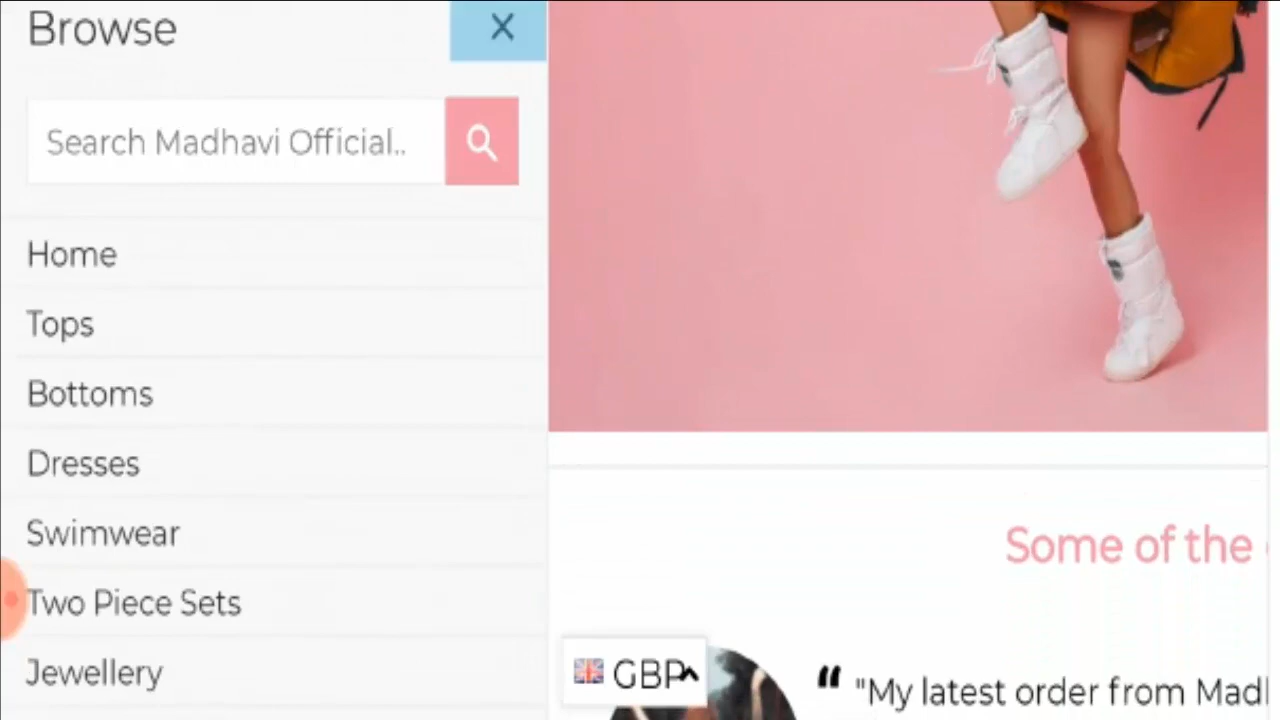 Browse
Search Madhavi Official..
Home
Tops
Bottoms
Dresses
Swimwear
Two Piece Sets
Jewellery
Some of the
GBP
"My latest order from